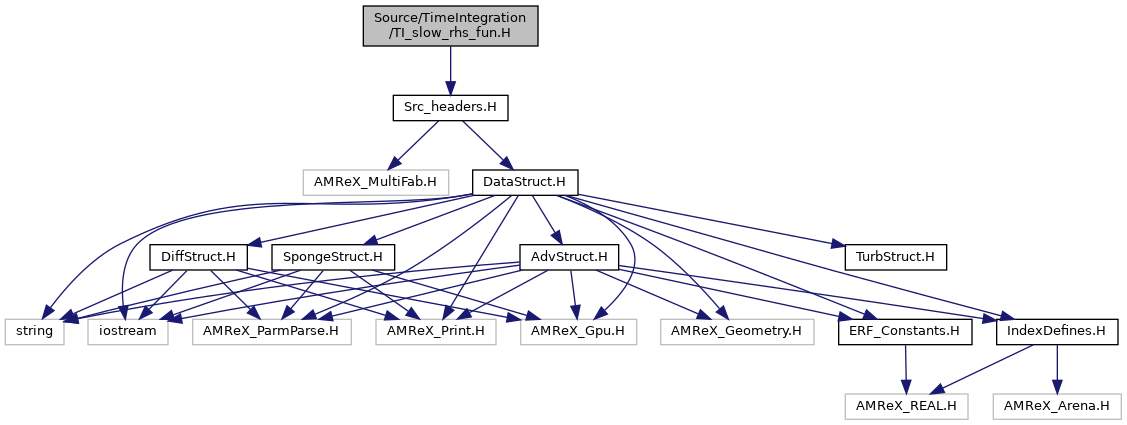 Source/TimeIntegration
/TI_slow_rhs_fun.H
Src_headers.H
AMReX_MultiFab.H
DataStruct.H
DiffStruct.H
SpongeStruct.H
AdvStruct.H
TurbStruct.H
string
iostream
AMReX_ParmParse.H
AMReX_Print.H
AMReX_Gpu.H
AMReX_Geometry.H
ERF_Constants.H
IndexDefines.H
AMReX_REAL.H
AMReX_Arena.H